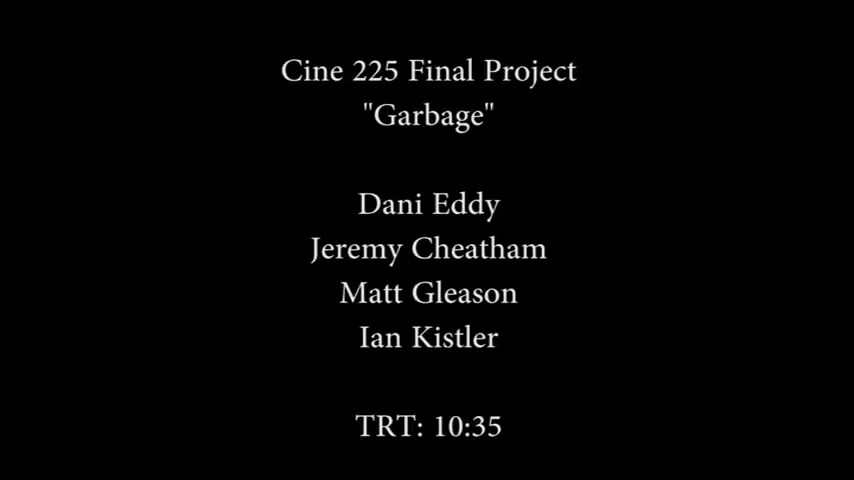 Cine 225 Final Project
"Garbage"
Dani Eddy
Jeremy Cheatham
Matt Gleason
Ian Kistler
TRT: 10:35